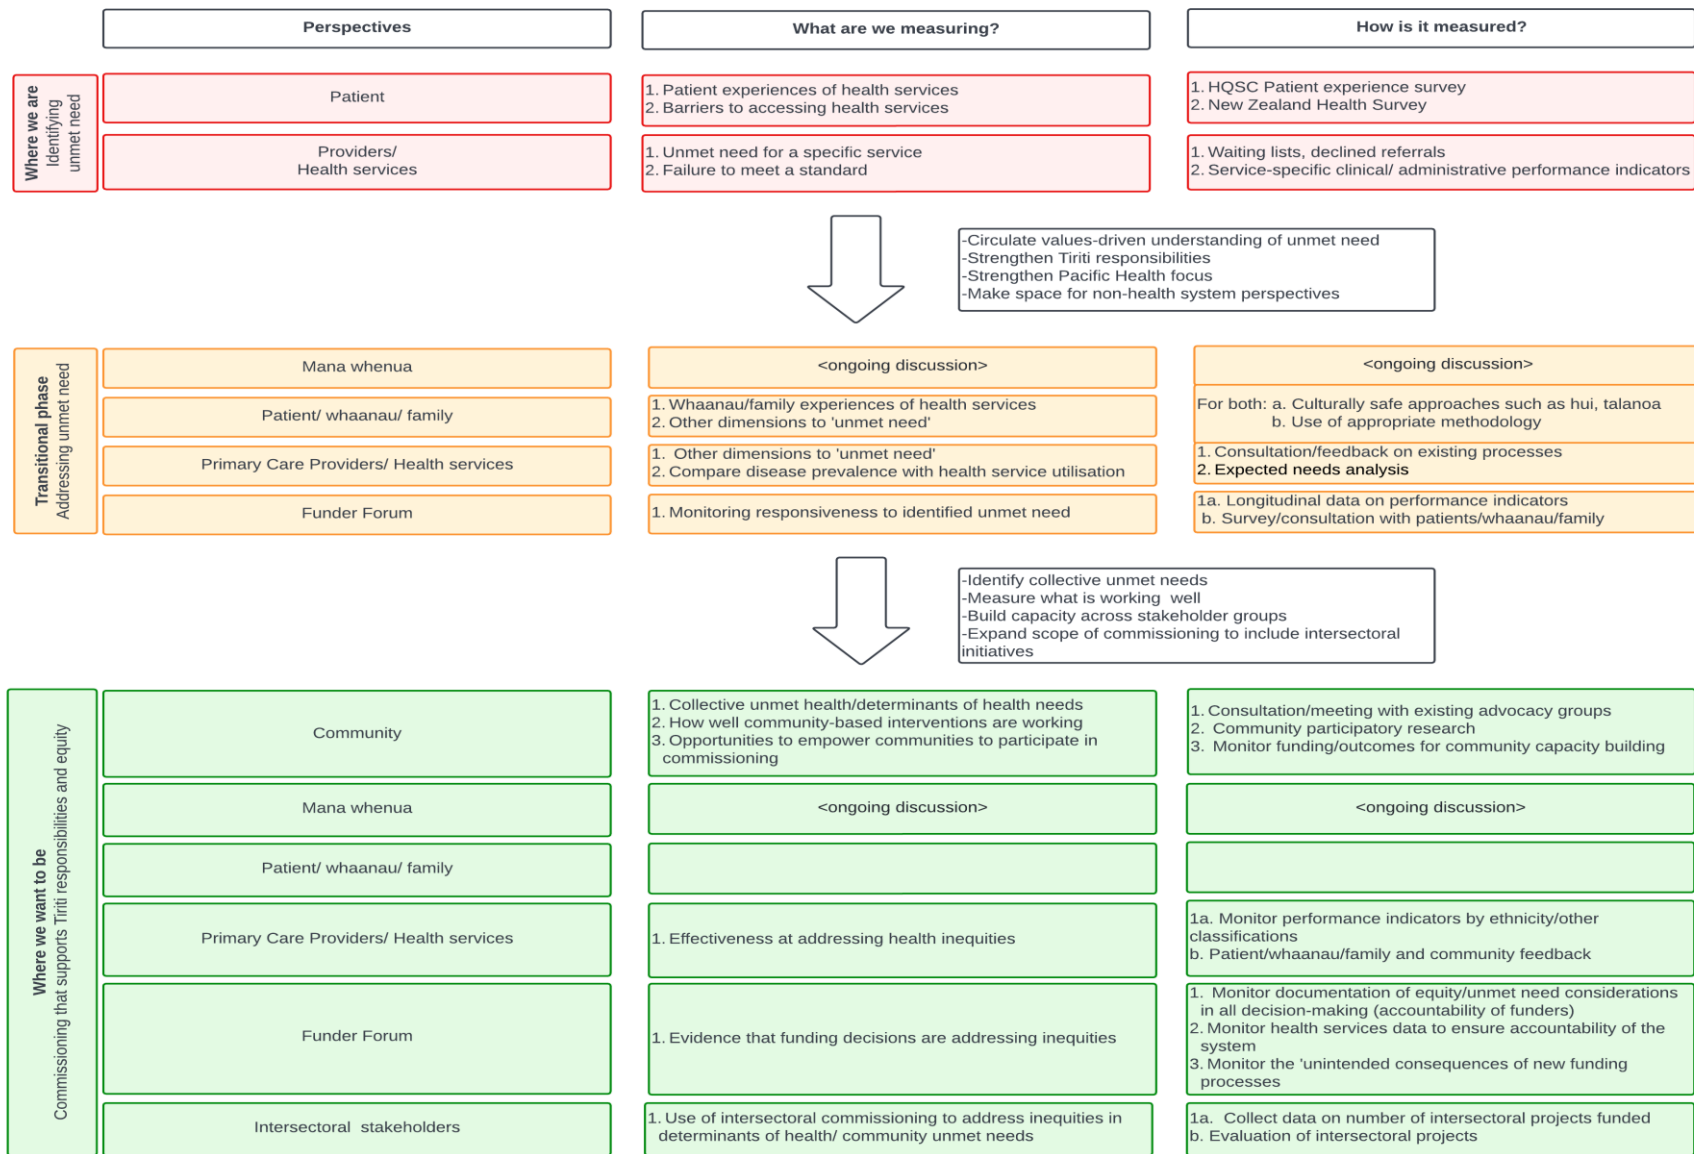 Perspectives
What are we measuring?
How is it measured?
Where we are
Identifying
unmet need
Patient
1. Patient experiences of health services
2. Barriers to accessing health services
1. HQSC Patient experience survey
2. New Zealand Health Survey
Providers/
Health services
1. Unmet need for a specific service
2. Failure to meet a standard
1. Waiting lists, declined referrals
2. Service-specific clinical/ administrative performance indicators
-Circulate values-driven understanding of unmet need
-Strengthen Tiriti responsibilities
-Strengthen Pacific Health focus
-Make space for non-health system perspectives
Transitional phase
Addressing unmet need
Mana whenua
<ongoing discussion>
<ongoing discussion>
Patient/ whaanau/ family
1. Whaanau/family experiences of health services
2. Other dimensions to 'unmet need'
For both: a. Culturally safe approaches such as hui, talanoa
b. Use of appropriate methodology
Primary Care Providers/ Health services
1. Other dimensions to 'unmet need'
2. Compare disease prevalence with health service utilisation
1. Consultation/feedback on existing processes
2. Expected needs analysis
Funder Forum
1. Monitoring responsiveness to identified unmet need
1a. Longitudinal data on performance indicators
b. Survey/consultation with patients/whaanau/family
-Identify collective unmet needs
-Measure what is working well
-Build capacity across stakeholder groups
-Expand scope of commissioning to include intersectoral
initiatives
Where we want to be
Commissioning that supports Tiriti responsibilities and equity
Community
1. Collective unmet health/determinants of health needs
2. How well community-based interventions are working
3. Opportunities to empower communities to participate in
commissioning
1. Consultation/meeting with existing advocacy groups
2. Community participatory research
3. Monitor funding/outcomes for community capacity building
Mana whenua
<ongoing discussion>
<ongoing discussion>
Patient/ whaanau/ family
Primary Care Providers/ Health services
1. Effectiveness at addressing health inequities
1a. Monitor performance indicators by ethnicity/other
classifications
b. Patient/whaanau/family and community feedback
Funder Forum
1. Evidence that funding decisions are addressing inequities
1. Monitor documentation of equity/unmet need considerations
in all decision-making (accountability of funders)
2. Monitor health services data to ensure accountability of the
system
3. Monitor the 'unintended consequences of new funding
processes
Intersectoral stakeholders
1. Use of intersectoral commissioning to address inequities in
determinants of health/ community unmet needs
1a. Collect data on number of intersectoral projects funded
b. Evaluation of intersectoral projects